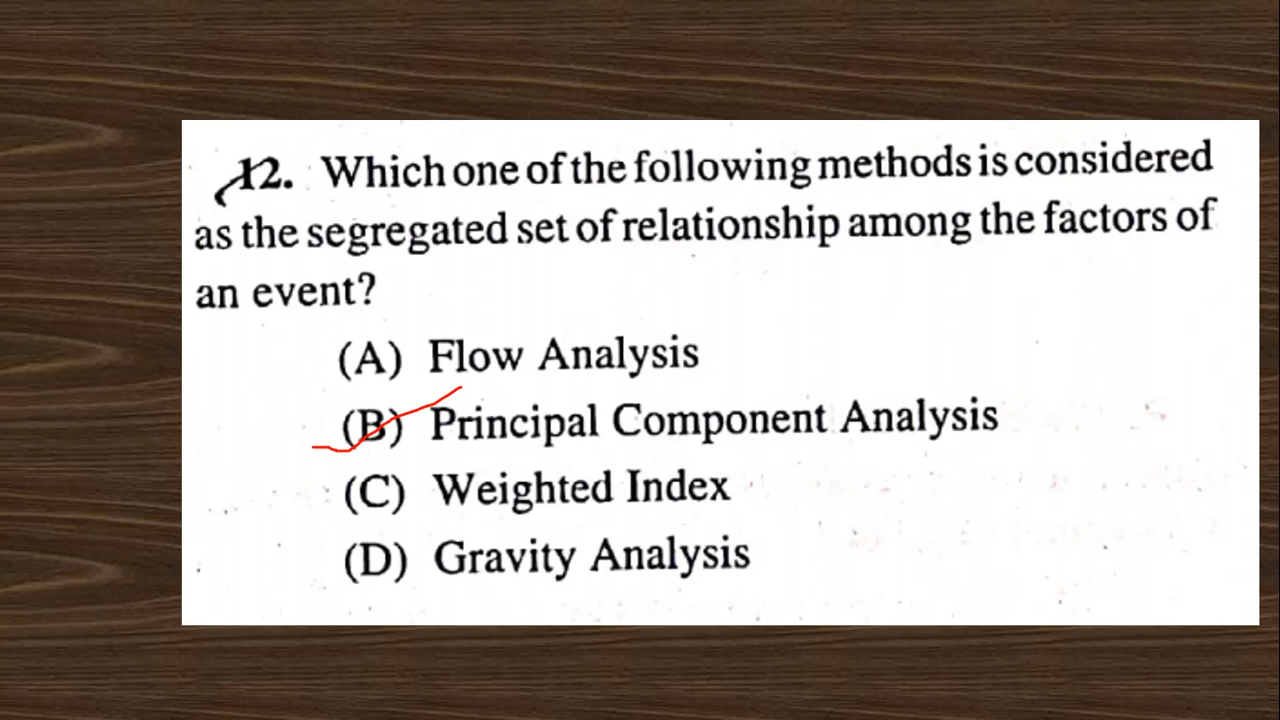 12. Which one of the following methods is considered
as the segregated set of relationship among the factors of
an event?
(A) Flow Analysis
(B) Principal Component Analysis
(C) Weighted Index
(D) Gravity Analysis